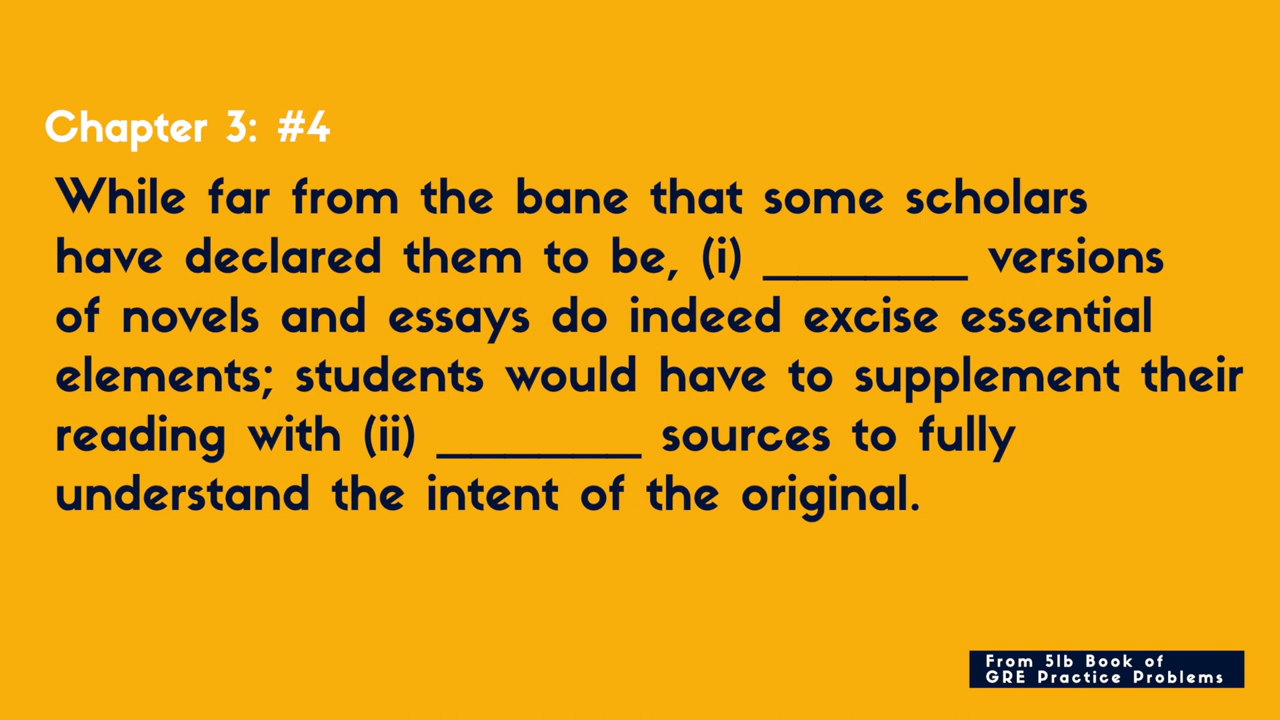 Chapter 3: #4
While far from the bane that some scholars
have declared them to be, (i) ________ versions
of novels and essays do indeed excise essential
elements; students would have to supplement their
reading with (ii) ________ sources to fully
understand the intent of the original.
From 5lb Book of
GRE Practice Problems